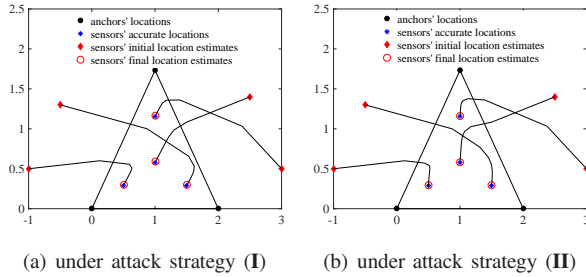 anchors' locations
sensors' accurate locations
sensors' initial location estimates
sensors' final location estimates
2.5
2
1.5
1
0.5
0
-1 0 1 2 3
(a) under attack strategy (I)
anchors' locations
sensors' accurate locations
sensors' initial location estimates
sensors' final location estimates
2.5
2
1.5
1
0.5
0
-1 0 1 2 3
(b) under attack strategy (II)